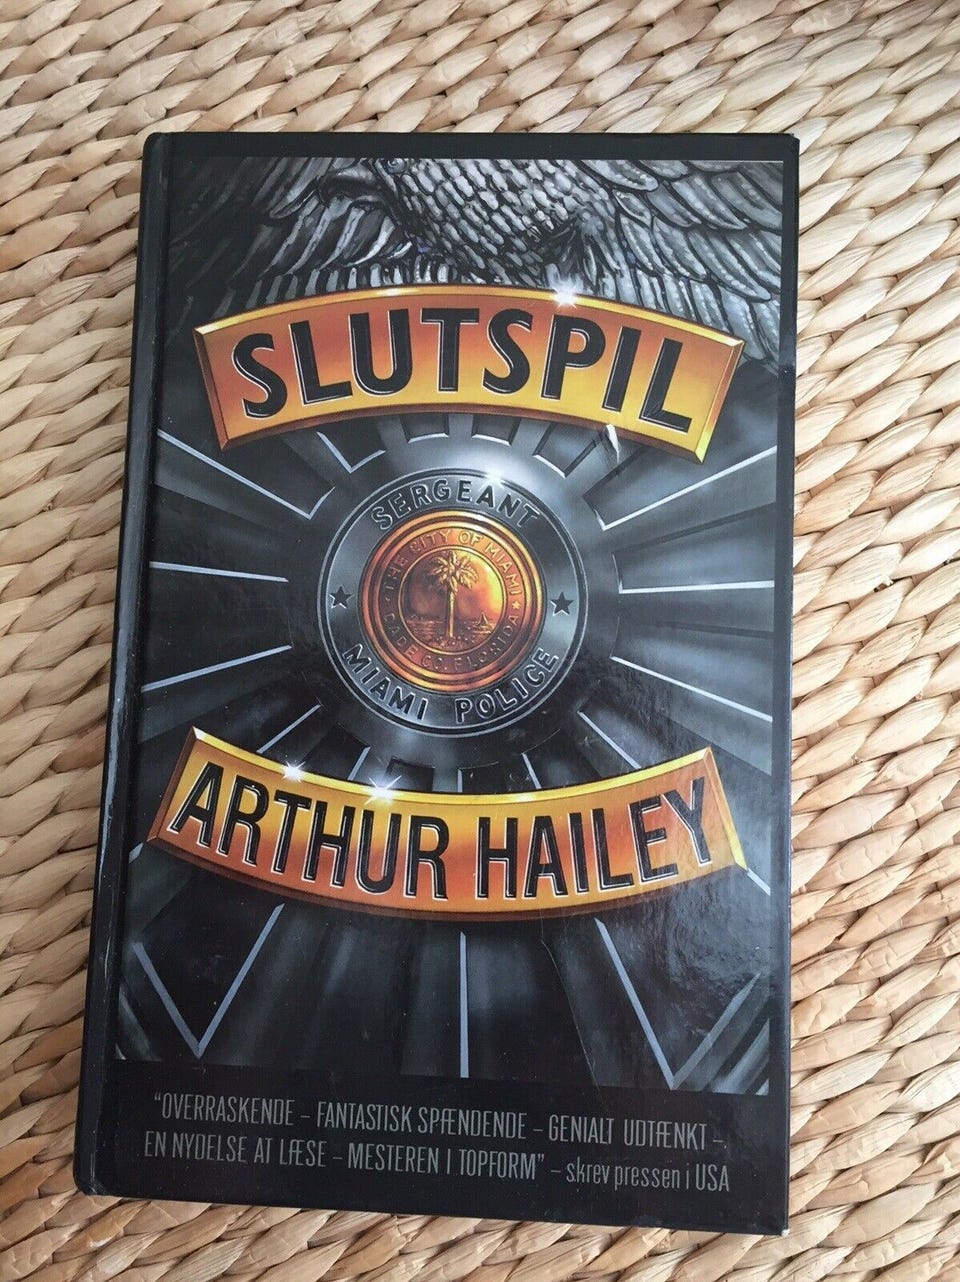 SLUTSPIL
SERGEANT
THE CITY OF MIAMI
DADE CO. FLORIDA
MIAMI POLICE
ARTHUR HAILEY
"OVERRASKENDE – FANTASTISK SPÆNDENDE – GENIALT UDTÆNKT –
EN NYDELSE AT LÆSE – MESTEREN I TOPFORM" – skrev pressen i USA